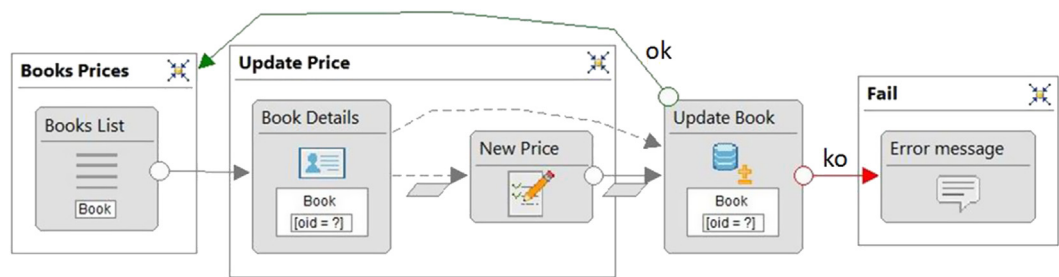 Books Prices
Books List
Book
Update Price
Book Details
Book
[oid = ?]
New Price
ok
Update Book
Book
[oid = ?]
ko
Fail
Error message